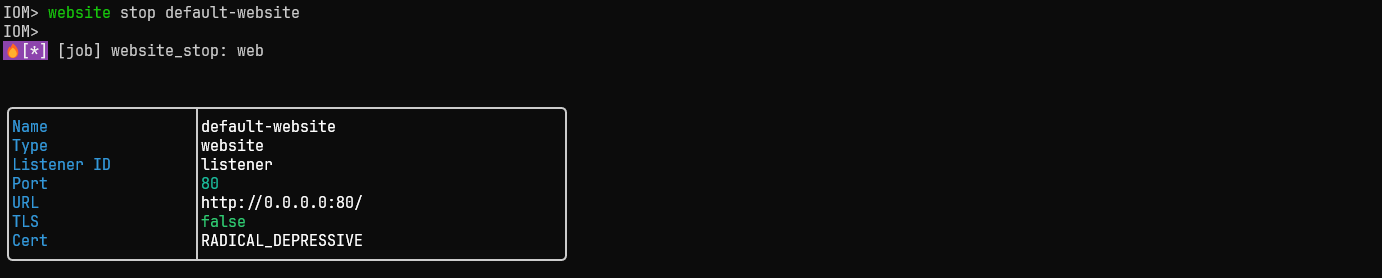 IOM> website stop default-website
IOM>
🔥[*] [job] website_stop: web
Name default-website
Type website
Listener ID listener
Port 80
URL http://0.0.0.0:80/
TLS false
Cert RADICAL_DEPRESSIVE